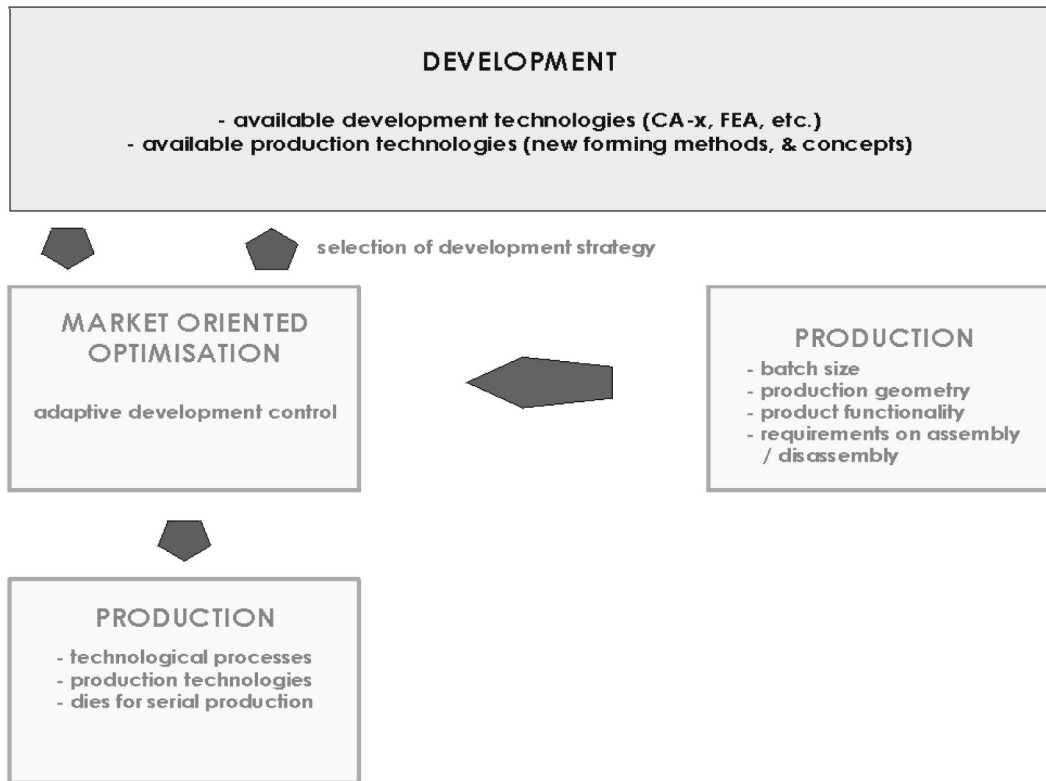 DEVELOPMENT
- available development technologies (CA-x, FEA, etc.)
- available production technologies (new forming methods, & concepts)
selection of development strategy
MARKET ORIENTED
OPTIMISATION
adaptive development control
PRODUCTION
- batch size
- production geometry
- product functionality
- requirements on assembly
/ disassembly
PRODUCTION
- technological processes
- production technologies
- dies for serial production